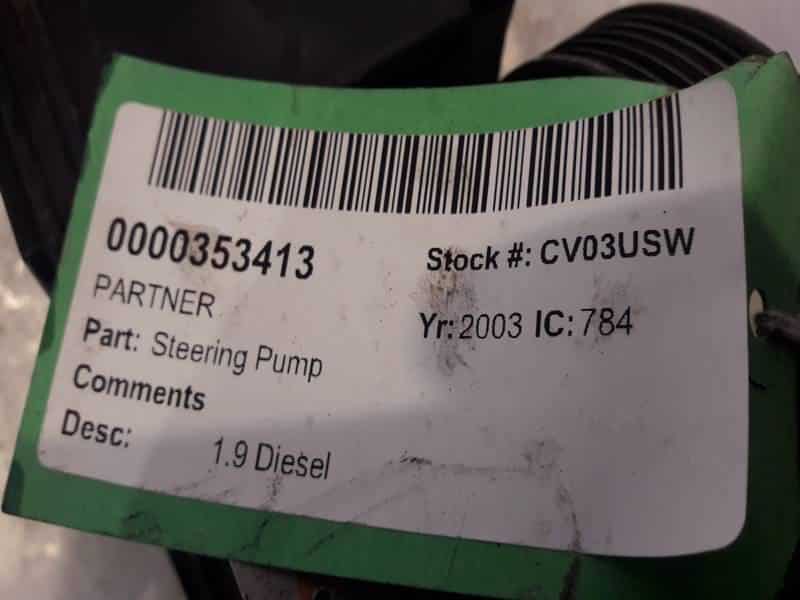 0000353413
Stock #: CV03USW
PARTNER
Yr: 2003 IC: 784
Part: Steering Pump
Comments
Desc: 1.9 Diesel